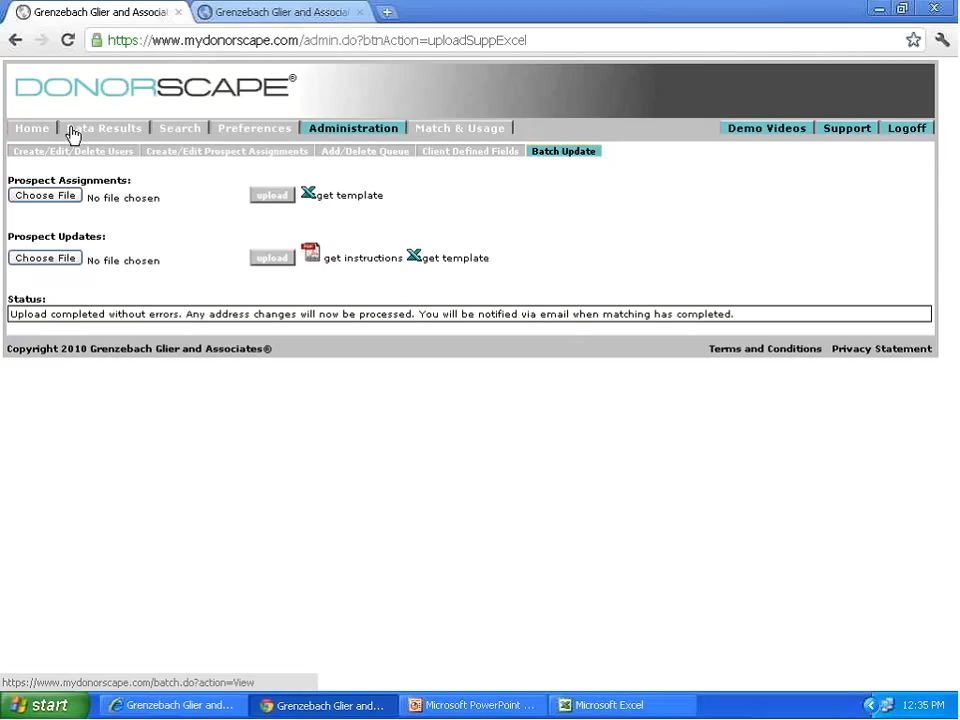 Grenzebach Glier and Associat
Grenzebach Glier and Associat
https://www.mydonorscape.com/admin.do?btnAction=uploadSuppExcel
DONORSCAPE®
Home
Data Results
Search
Preferences
Administration
Match & Usage
Demo Videos
Support
Logoff
Create/Edit/Delete Users
Create/Edit Prospect Assignments
Add/Delete Queue
Client Defined Fields
Batch Update
Prospect Assignments:
Choose File No file chosen
upload
get template
Prospect Updates:
Choose File No file chosen
upload
get instructions
get template
Status:
Upload completed without errors. Any address changes will now be processed. You will be notified via email when matching has completed.
Copyright 2010 Grenzebach Glier and Associates®
Terms and Conditions
Privacy Statement
https://www.mydonorscape.com/batch.do?action=View
start
Grenzebach Glier and...
Grenzebach Glier and...
Microsoft PowerPoint ...
Microsoft Excel
12:35 PM